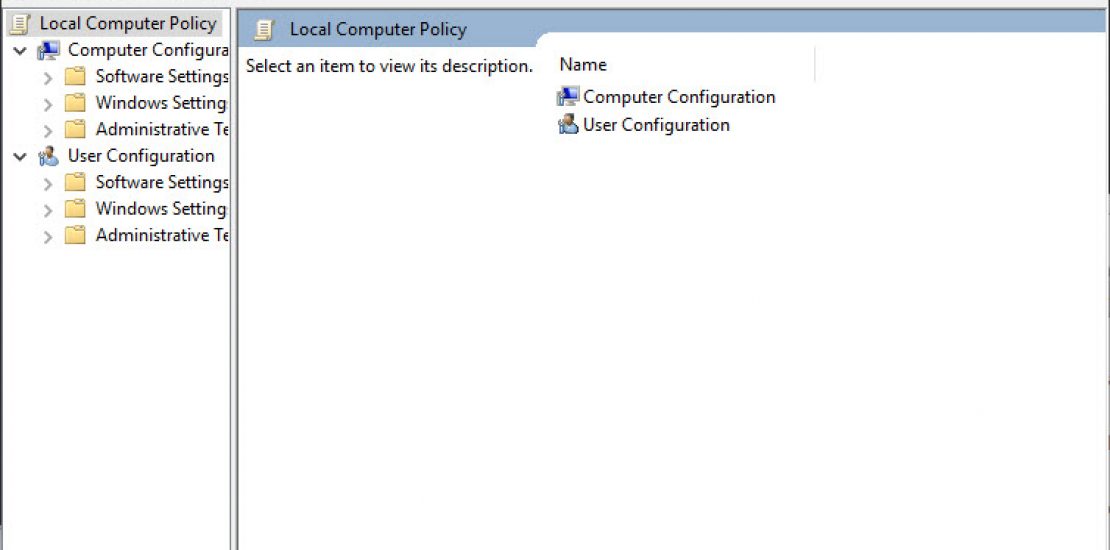 Local Computer Policy
Computer Configura
Software Settings
Windows Setting
Administrative Te
User Configuration
Software Settings
Windows Setting
Administrative Te
Local Computer Policy
Select an item to view its description.
Name
Computer Configuration
User Configuration